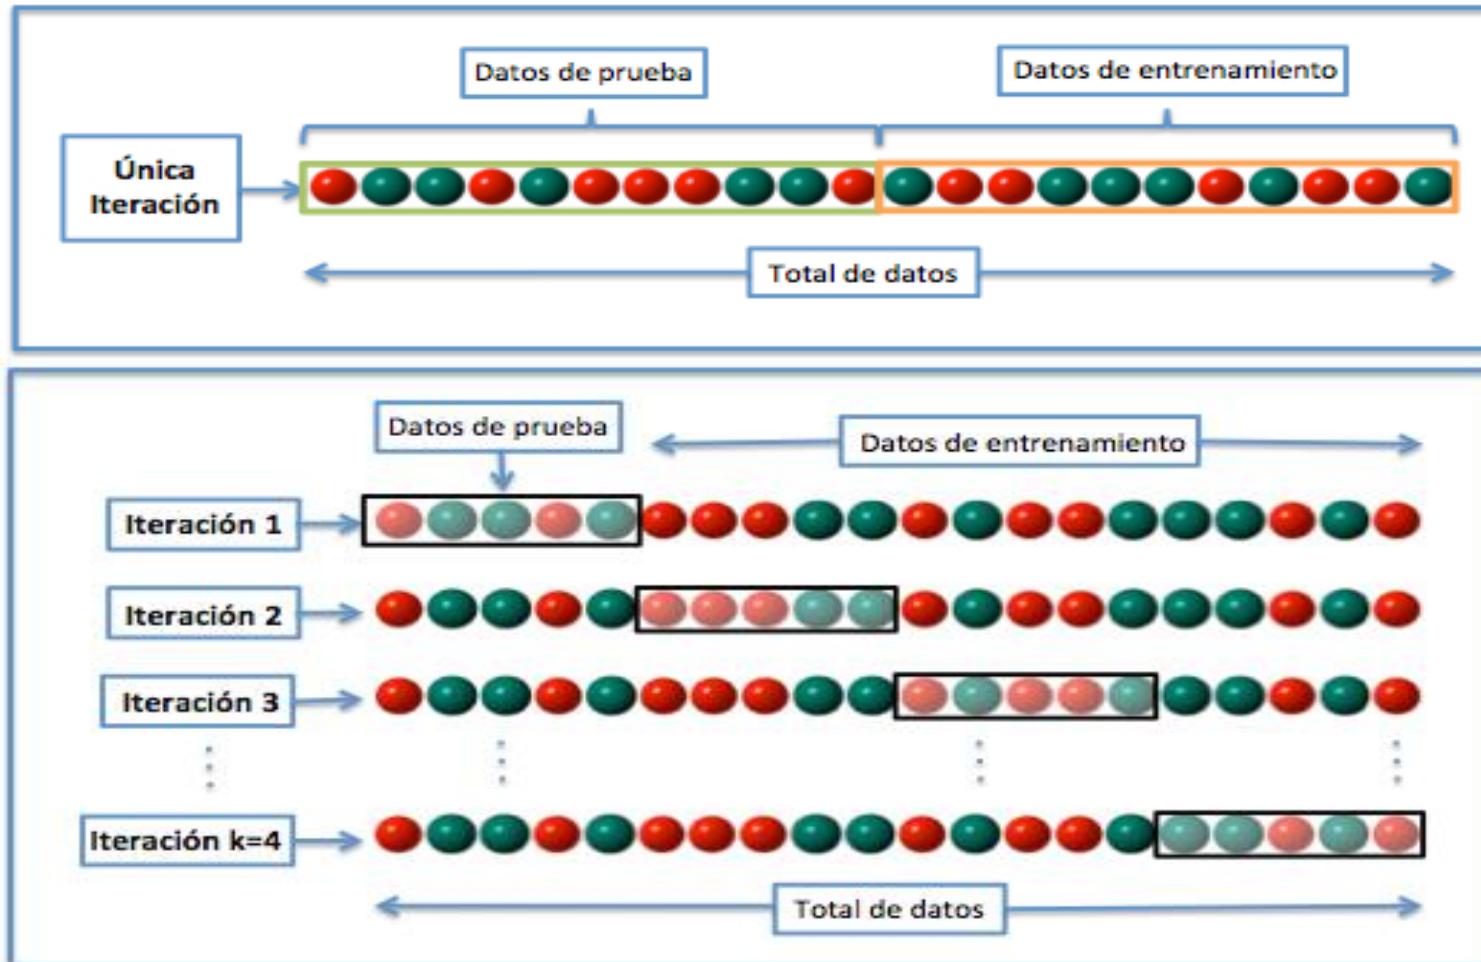 Datos de prueba
Datos de entrenamiento
Única
Iteración
Total de datos
Datos de prueba
Datos de entrenamiento
Iteración 1
Iteración 2
Iteración 3
Iteración k=4
Total de datos